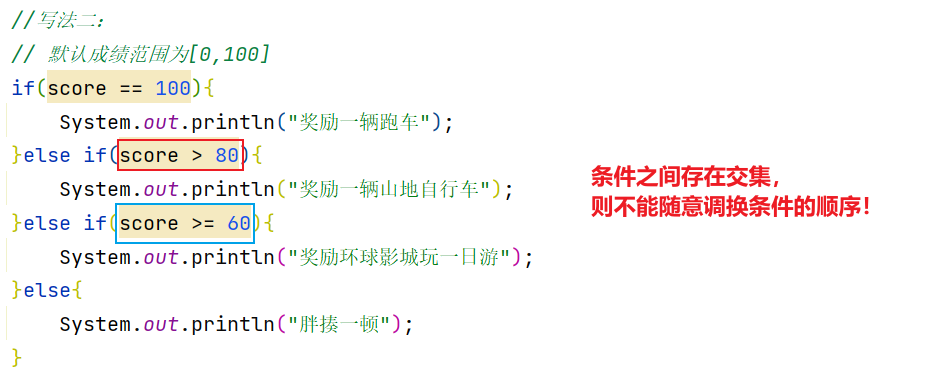 //写法二：
// 默认成绩范围为[0,100]
if(score == 100){
    System.out.println("奖励一辆跑车");
}else if(score > 80){
    System.out.println("奖励一辆山地自行车");
}else if(score >= 60){
    System.out.println("奖励环球影城玩一日游");
}else{
    System.out.println("胖揍一顿");
}
条件之间存在交集，
则不能随意调换条件的顺序！